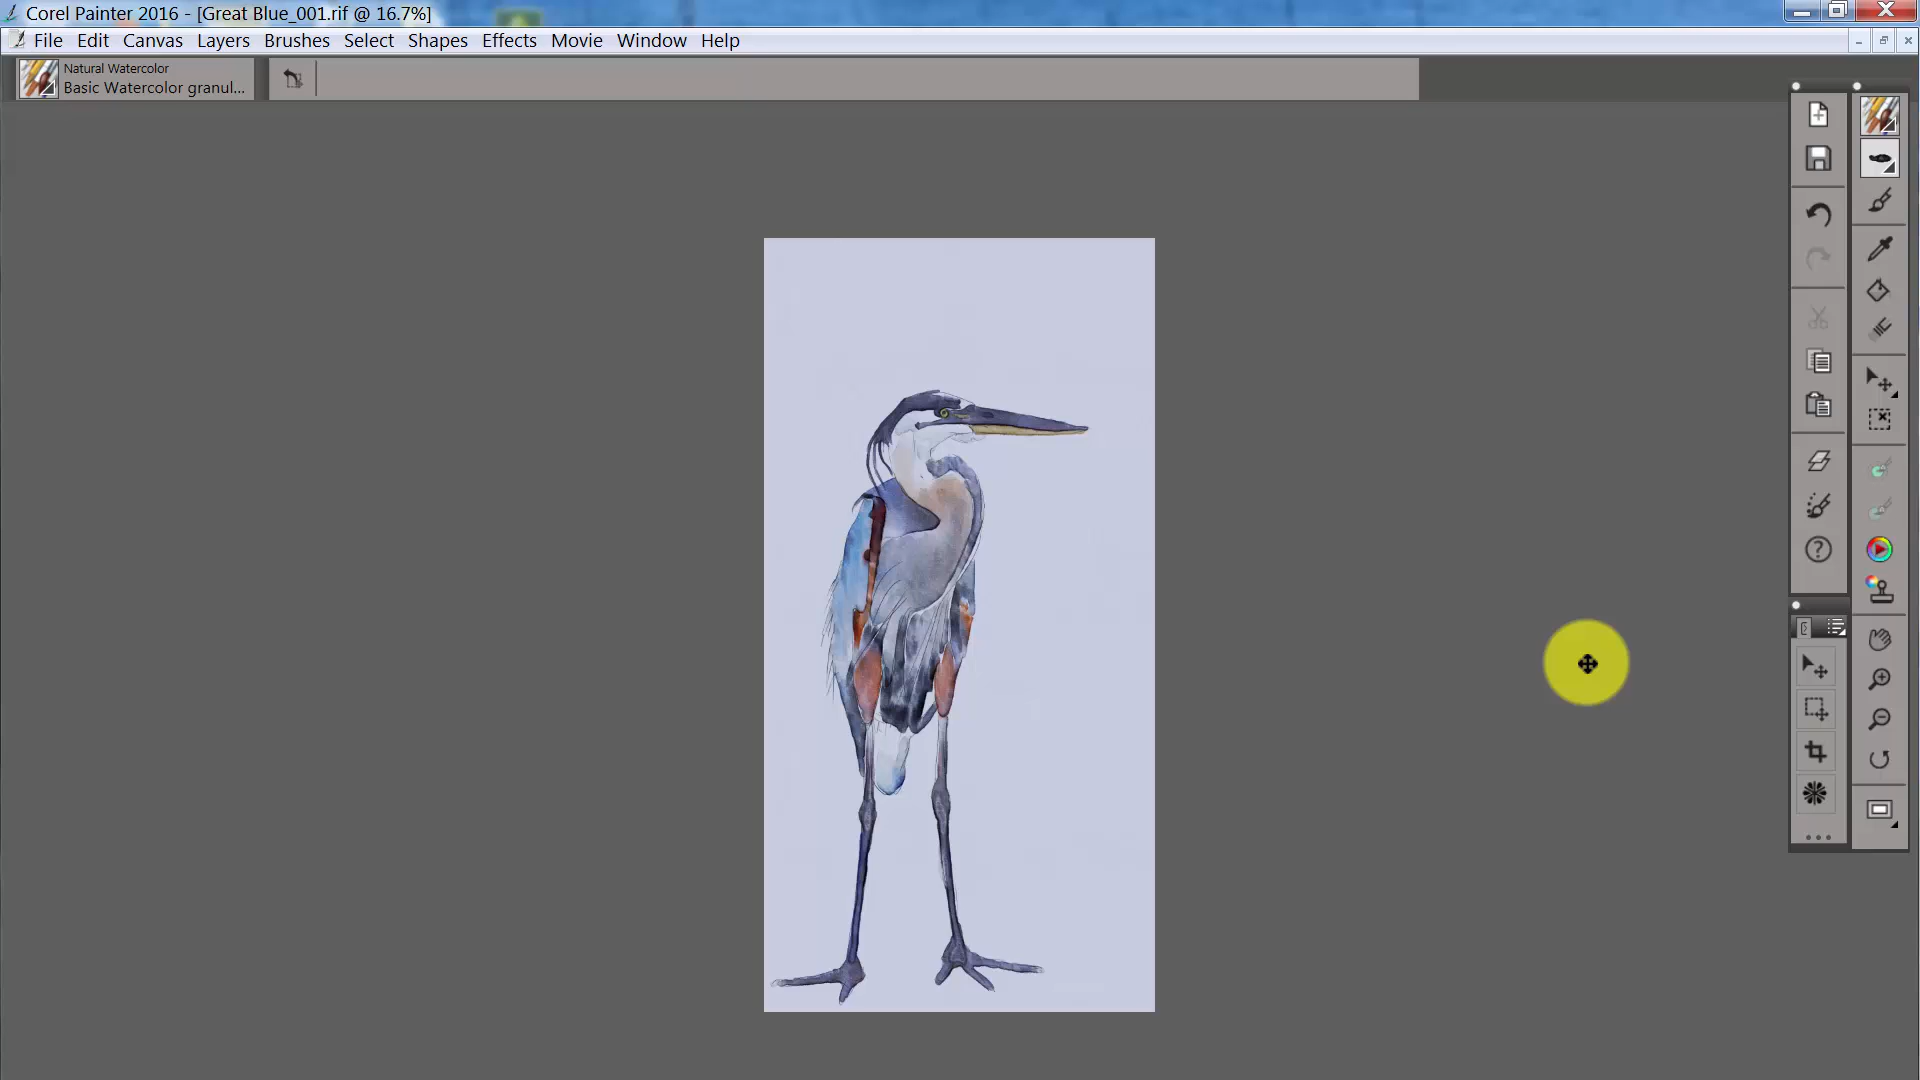 Corel Painter 2016 - [Great Blue_001.rif @ 16.7%]
File Edit Canvas Layers Brushes Select Shapes Effects Movie Window Help
Natural Watercolor
Basic Watercolor granul...